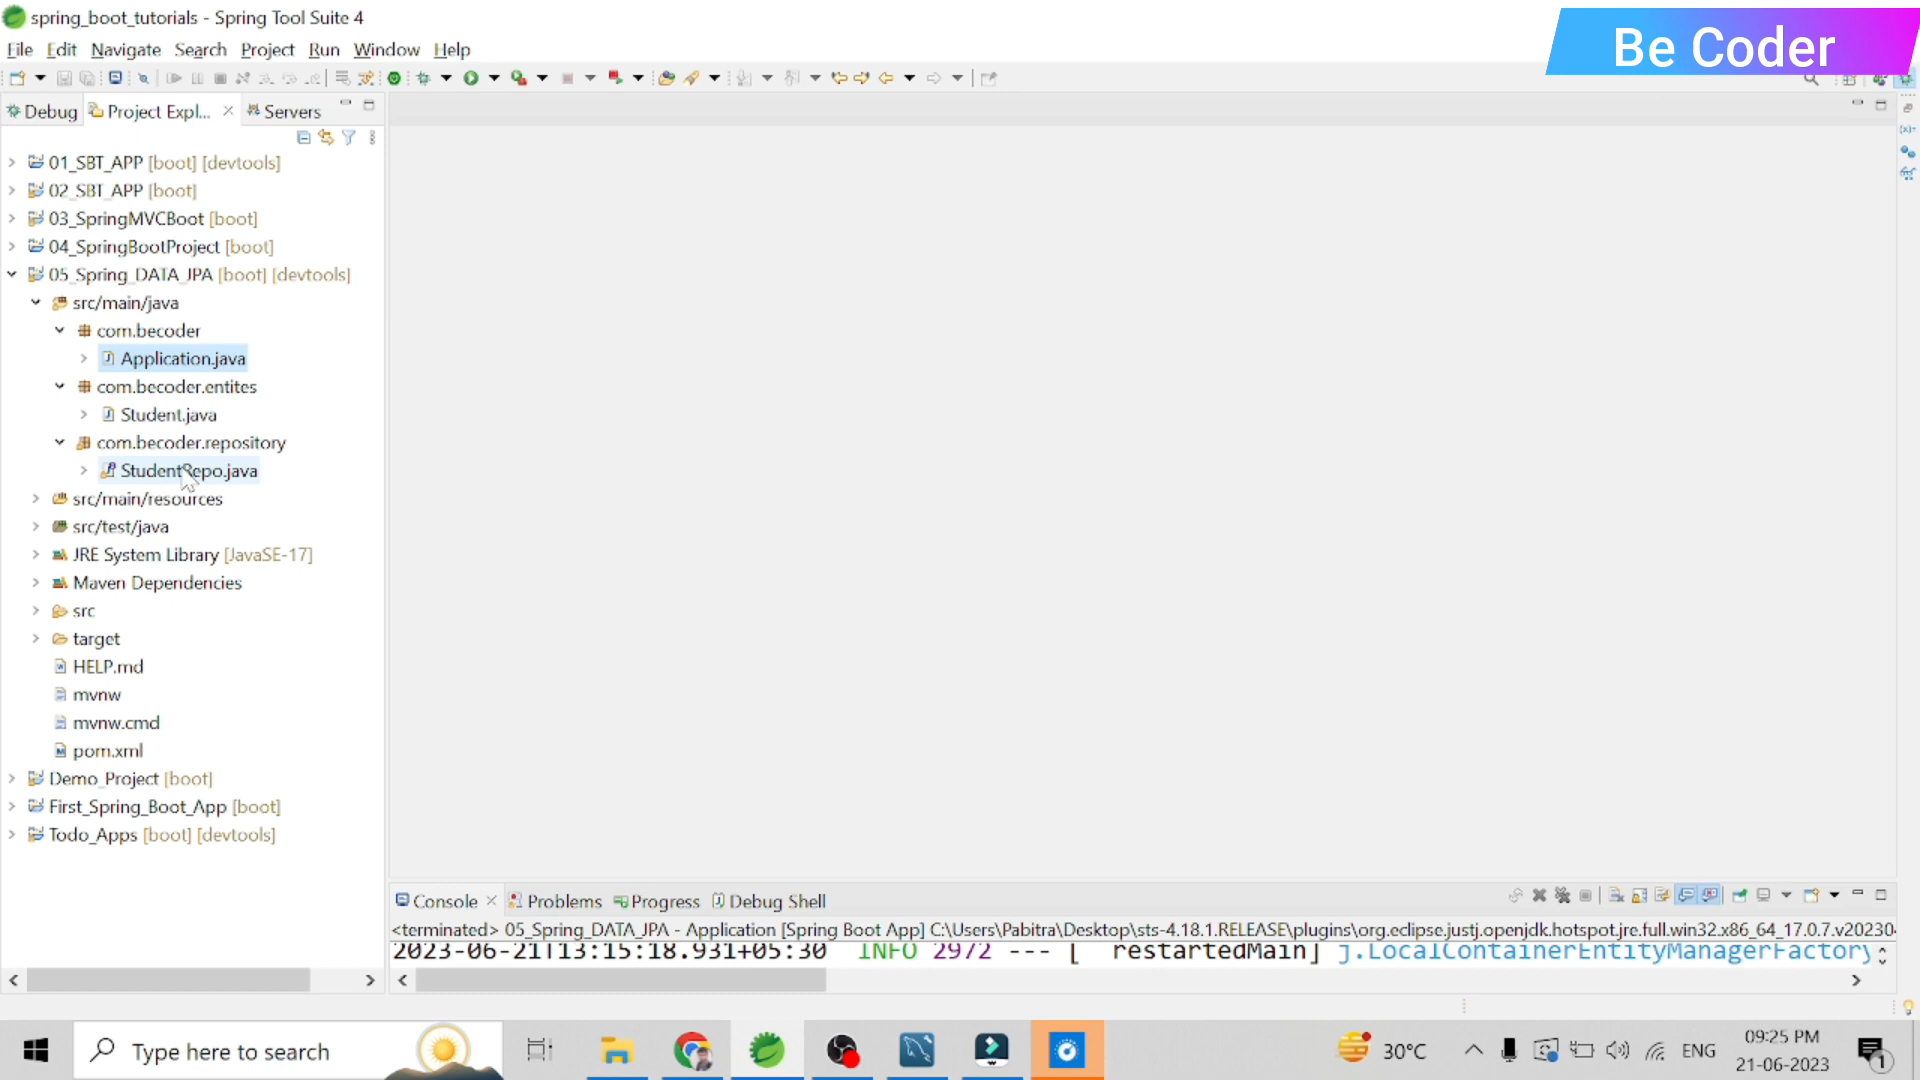 spring_boot_tutorials - Spring Tool Suite 4
Be Coder
File Edit Navigate Search Project Run Window Help
Debug Project Expl... Servers
01_SBT_APP [boot] [devtools]
02_SBT_APP [boot]
03_SpringMVCBoot [boot]
04_SpringBootProject [boot]
05_Spring_DATA_JPA [boot] [devtools]
src/main/java
com.becoder
Application.java
com.becoder.entites
Student.java
com.becoder.repository
StudentRepo.java
src/main/resources
src/test/java
JRE System Library [JavaSE-17]
Maven Dependencies
src
target
HELP.md
mvnw
mvnw.cmd
pom.xml
Demo_Project [boot]
First_Spring_Boot_App [boot]
Todo_Apps [boot] [devtools]
Console Problems Progress Debug Shell
<terminated> 05_Spring_DATA_JPA - Application [Spring Boot App] C:\Users\Pabitra\Desktop\sts-4.18.1.RELEASE\plugins\org.eclipse.justj.openjdk.hotspot.jre.full.win32.x86_64_17.0.7.v20230
2023-06-21T13:15:18.931+05:30 INFO 2972 --- [ restartedMain] j.LocalContainerEntityManagerFactory
Type here to search
30°C
ENG
09:25 PM
21-06-2023
1